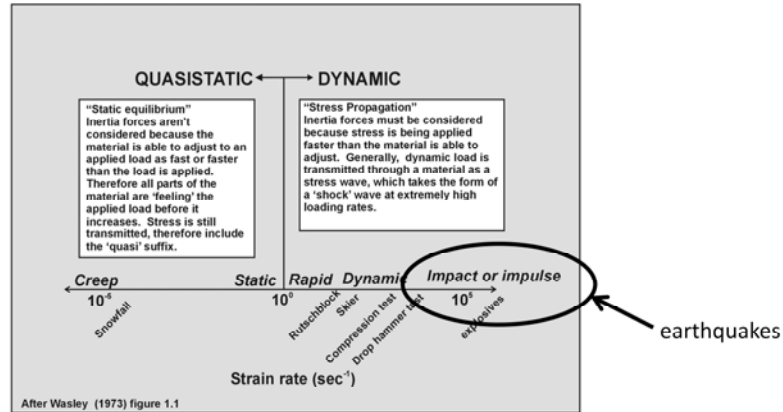 QUASISTATIC
DYNAMIC
“Static equilibrium”
Inertia forces aren't
considered because the
material is able to adjust to an
applied load as fast or faster
than the load is applied.
Therefore all parts of the
material are ‘feeling’ the
applied load before it
increases. Stress is still
transmitted, therefore include
the ‘quasi’ suffix.
“Stress Propagation”
Inertia forces must be considered
because stress is being applied
faster than the material is able to
adjust. Generally, dynamic load is
transmitted through a material as a
stress wave, which takes the form of
a ‘shock’ wave at extremely high
loading rates.
Creep
Static
Rapid
Dynamic
Impact or impulse
10⁻⁵
10⁰
10⁵
Snowfall
Rutschblock
Skier
Compression test
Drop hammer test
explosives
earthquakes
Strain rate (sec⁻¹)
After Wasley (1973) figure 1.1